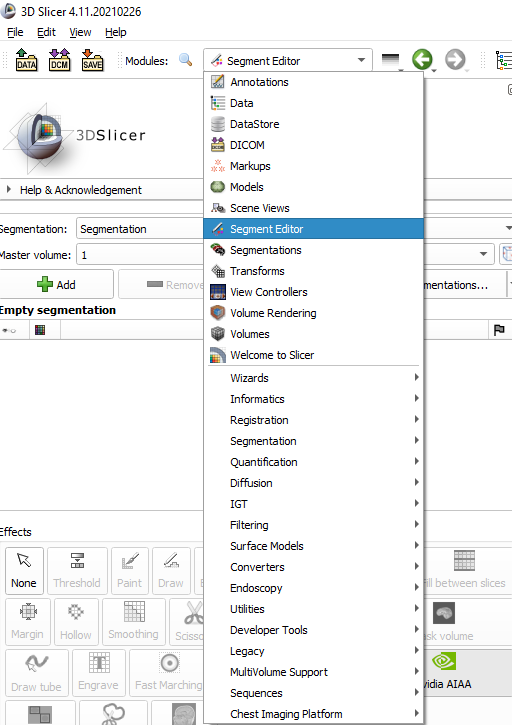 3D Slicer 4.11.20210226
File Edit View Help
DATA DCM SAVE Modules: Segment Editor
Annotations
Data
DataStore
DICOM
Markups
Models
Scene Views
Segment Editor
Segmentations
Transforms
View Controllers
Volume Rendering
Volumes
Welcome to Slicer
Wizards
Informatics
Registration
Segmentation
Quantification
Diffusion
IGT
Filtering
Surface Models
Converters
Endoscopy
Utilities
Developer Tools
Legacy
MultiVolume Support
Sequences
Chest Imaging Platform
3DSlicer
Help & Acknowledgement
Segmentation: Segmentation
Master volume: 1
Add Remove mentations...
Empty segmentation
Effects
None Threshold Paint Draw ill between slices
Margin Hollow Smoothing Scisso ask volume
Draw tube Engrave Fast Marching vidia AIAA